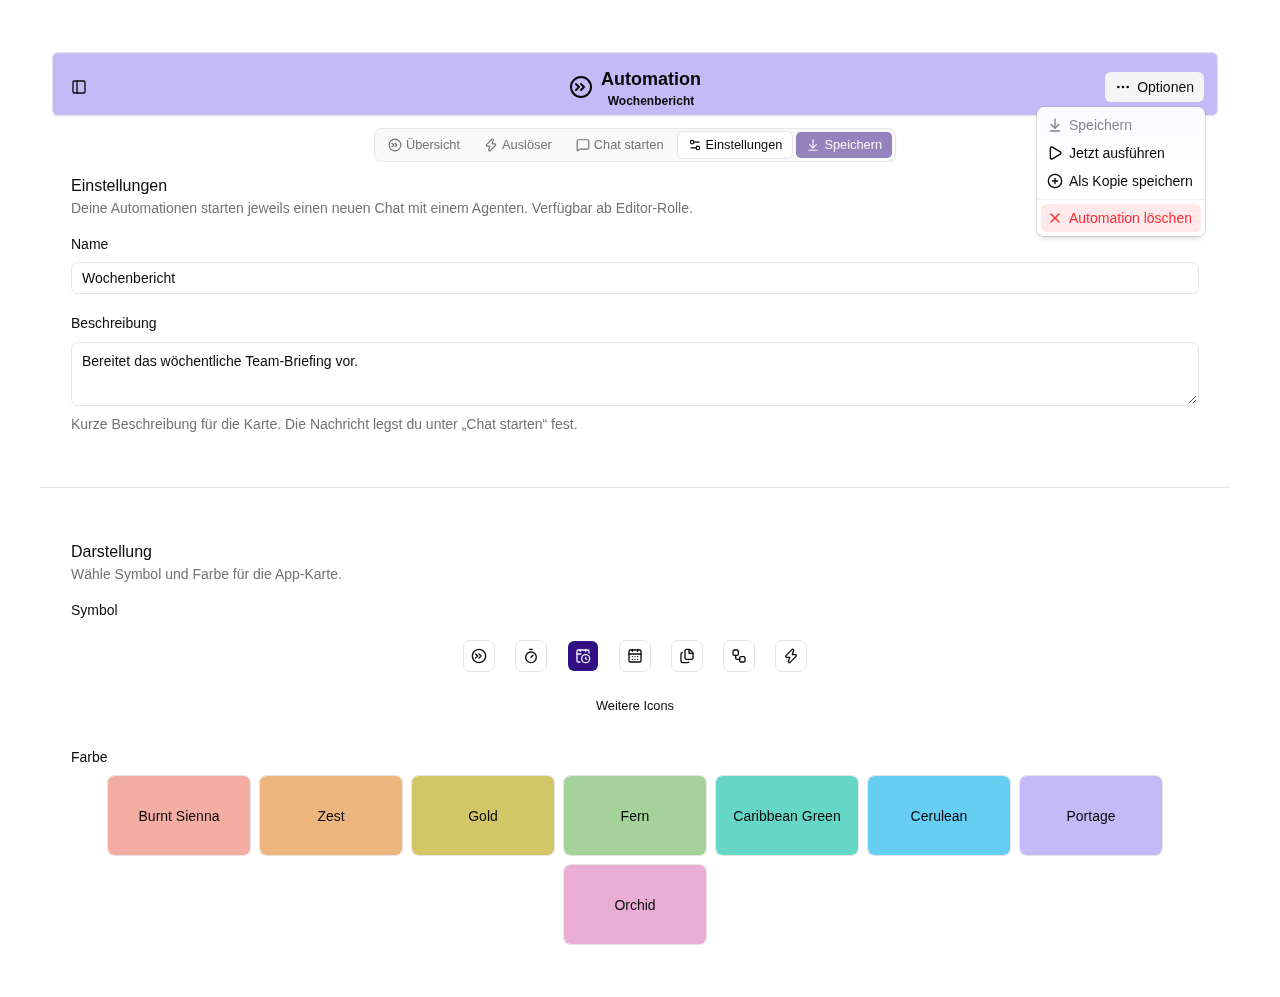 Automation
Wochenbericht
Optionen
Speichern
Jetzt ausführen
Als Kopie speichern
Automation löschen
Übersicht
Auslöser
Chat starten
Einstellungen
Speichern
Einstellungen
Deine Automationen starten jeweils einen neuen Chat mit einem Agenten. Verfügbar ab Editor-Rolle.
Name
Wochenbericht
Beschreibung
Bereitet das wöchentliche Team-Briefing vor.
Kurze Beschreibung für die Karte. Die Nachricht legst du unter „Chat starten“ fest.
Darstellung
Wähle Symbol und Farbe für die App-Karte.
Symbol
Weitere Icons
Farbe
Burnt Sienna
Zest
Gold
Fern
Caribbean Green
Cerulean
Portage
Orchid